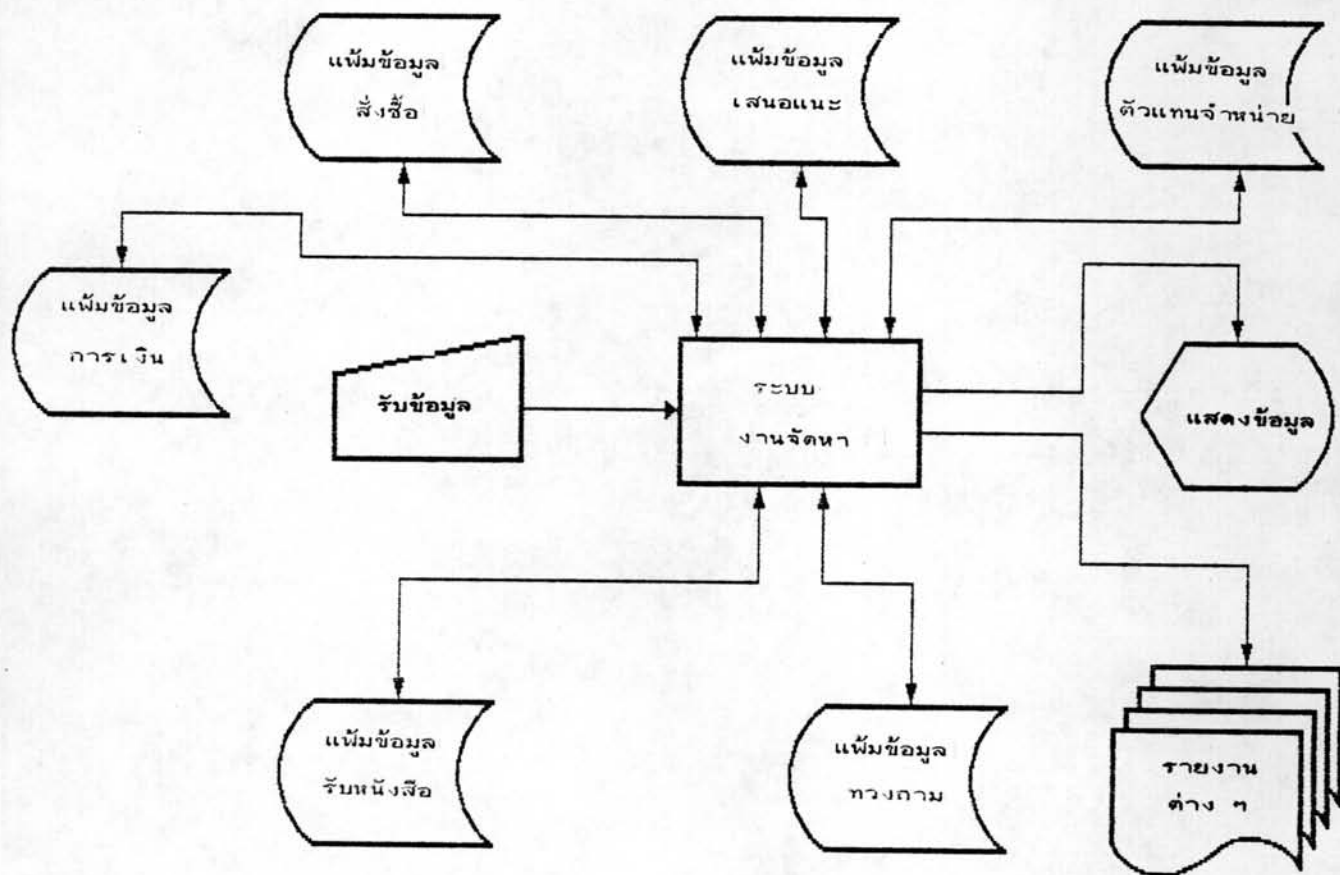 แฟ้มข้อมูล
สั่งซื้อ
แฟ้มข้อมูล
เสนอแนะ
แฟ้มข้อมูล
ตัวแทนจำหน่าย
แฟ้มข้อมูล
การเงิน
รับข้อมูล
ระบบ
งานจัดหา
แสดงข้อมูล
แฟ้มข้อมูล
รับหนังสือ
แฟ้มข้อมูล
ทวงถาม
รายงาน
ต่าง ๆ